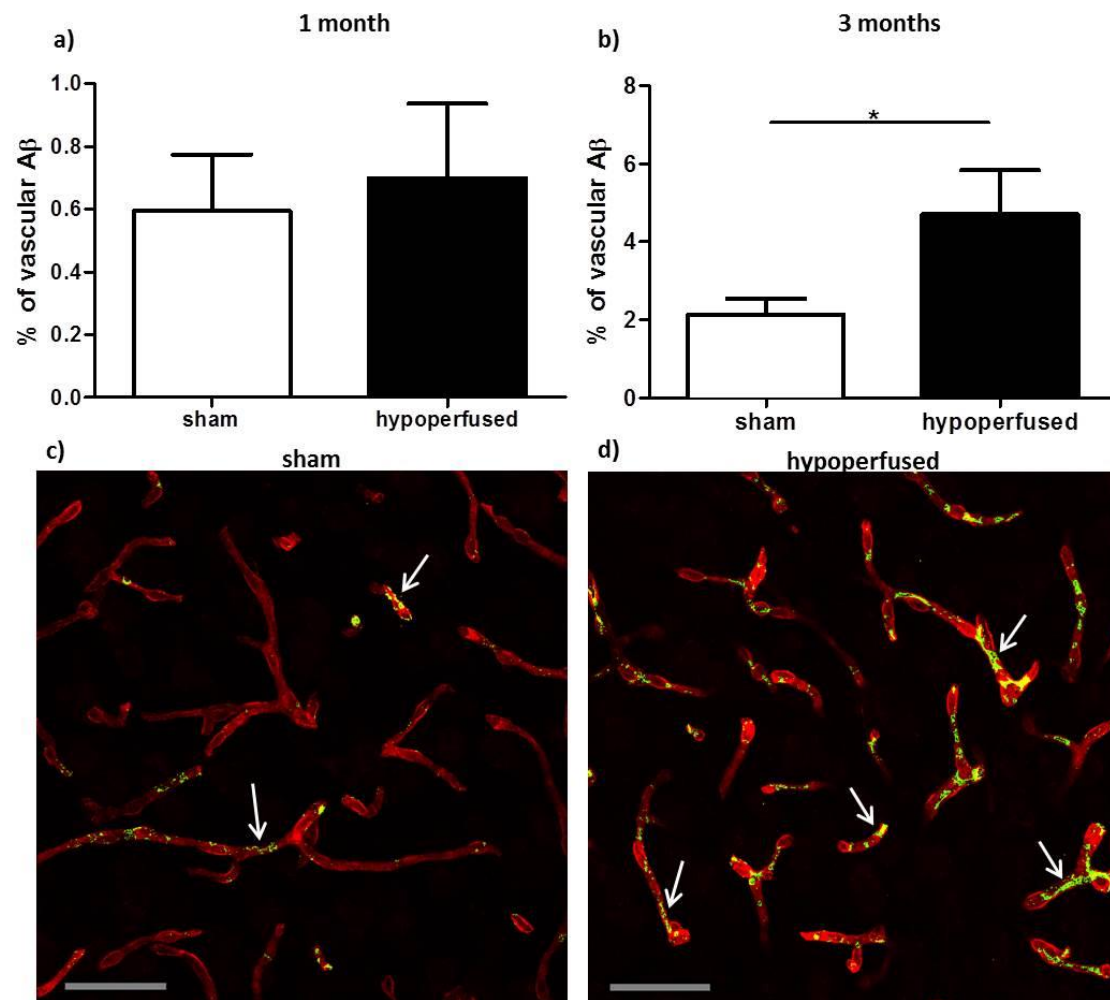 1 month
3 months
a)
b)
% of vascular Aβ
1.0
0.8
0.6
0.4
0.2
0.0
sham
hypoperfused
% of vascular Aβ
8
6
4
2
0
*
sham
hypoperfused
c)
sham
d)
hypoperfused